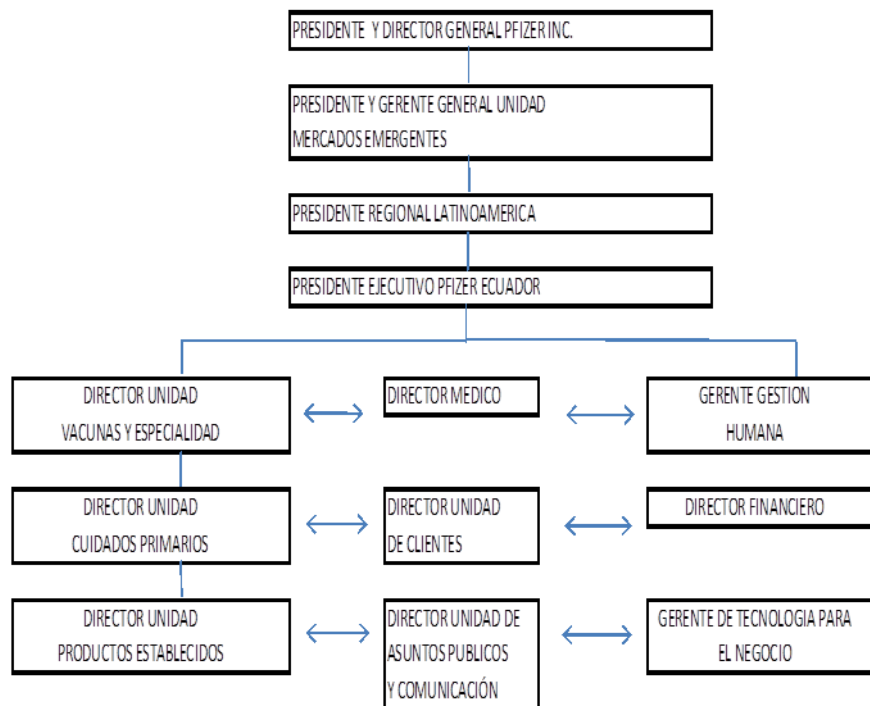 PRESIDENTE Y DIRECTOR GENERAL PFIZER INC.
PRESIDENTE Y GERENTE GENERAL UNIDAD
MERCADOS EMERGENTES
PRESIDENTE REGIONAL LATINOAMERICA
PRESIDENTE EJECUTIVO PFIZER ECUADOR
DIRECTOR UNIDAD
VACUNAS Y ESPECIALIDAD
DIRECTOR MEDICO
GERENTE GESTION
HUMANA
DIRECTOR UNIDAD
CUIDADOS PRIMARIOS
DIRECTOR UNIDAD
DE CLIENTES
DIRECTOR FINANCIERO
DIRECTOR UNIDAD
PRODUCTOS ESTABLECIDOS
DIRECTOR UNIDAD DE
ASUNTOS PUBLICOS
Y COMUNICACIÓN
GERENTE DE TECNOLOGIA PARA
EL NEGOCIO